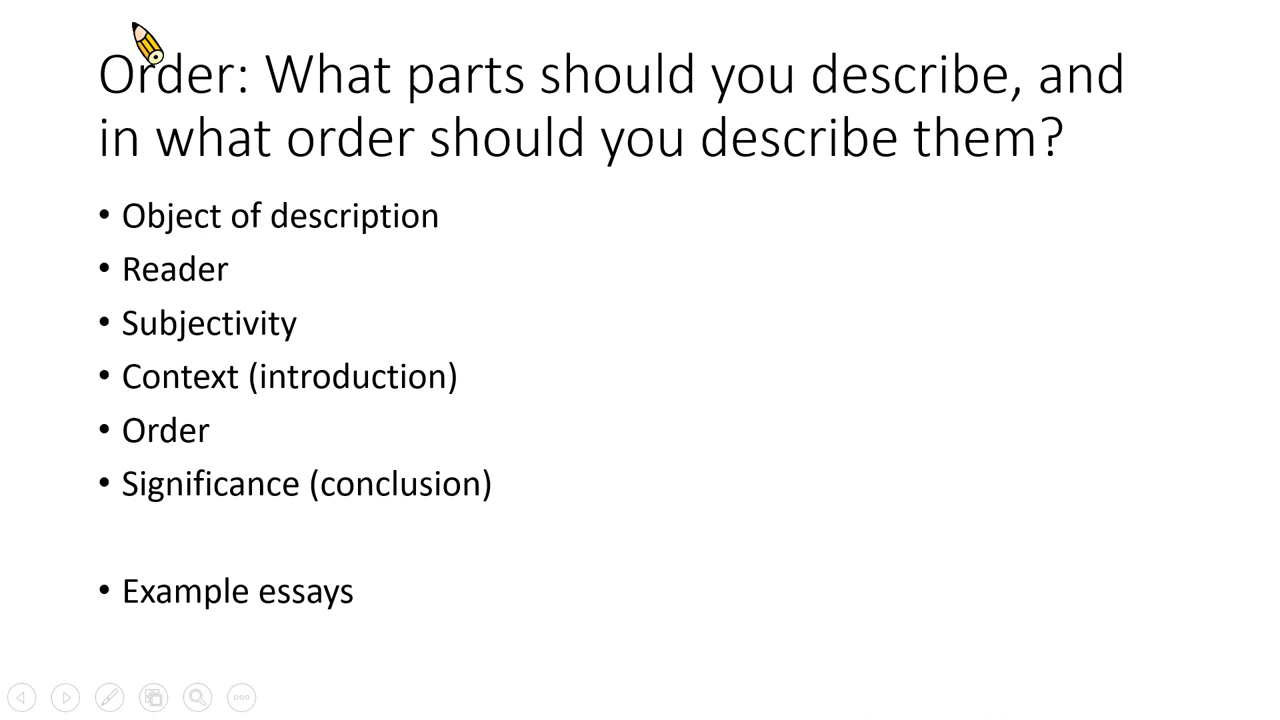 Order: What parts should you describe, and
in what order should you describe them?
• Object of description
• Reader
• Subjectivity
• Context (introduction)
• Order
• Significance (conclusion)
• Example essays